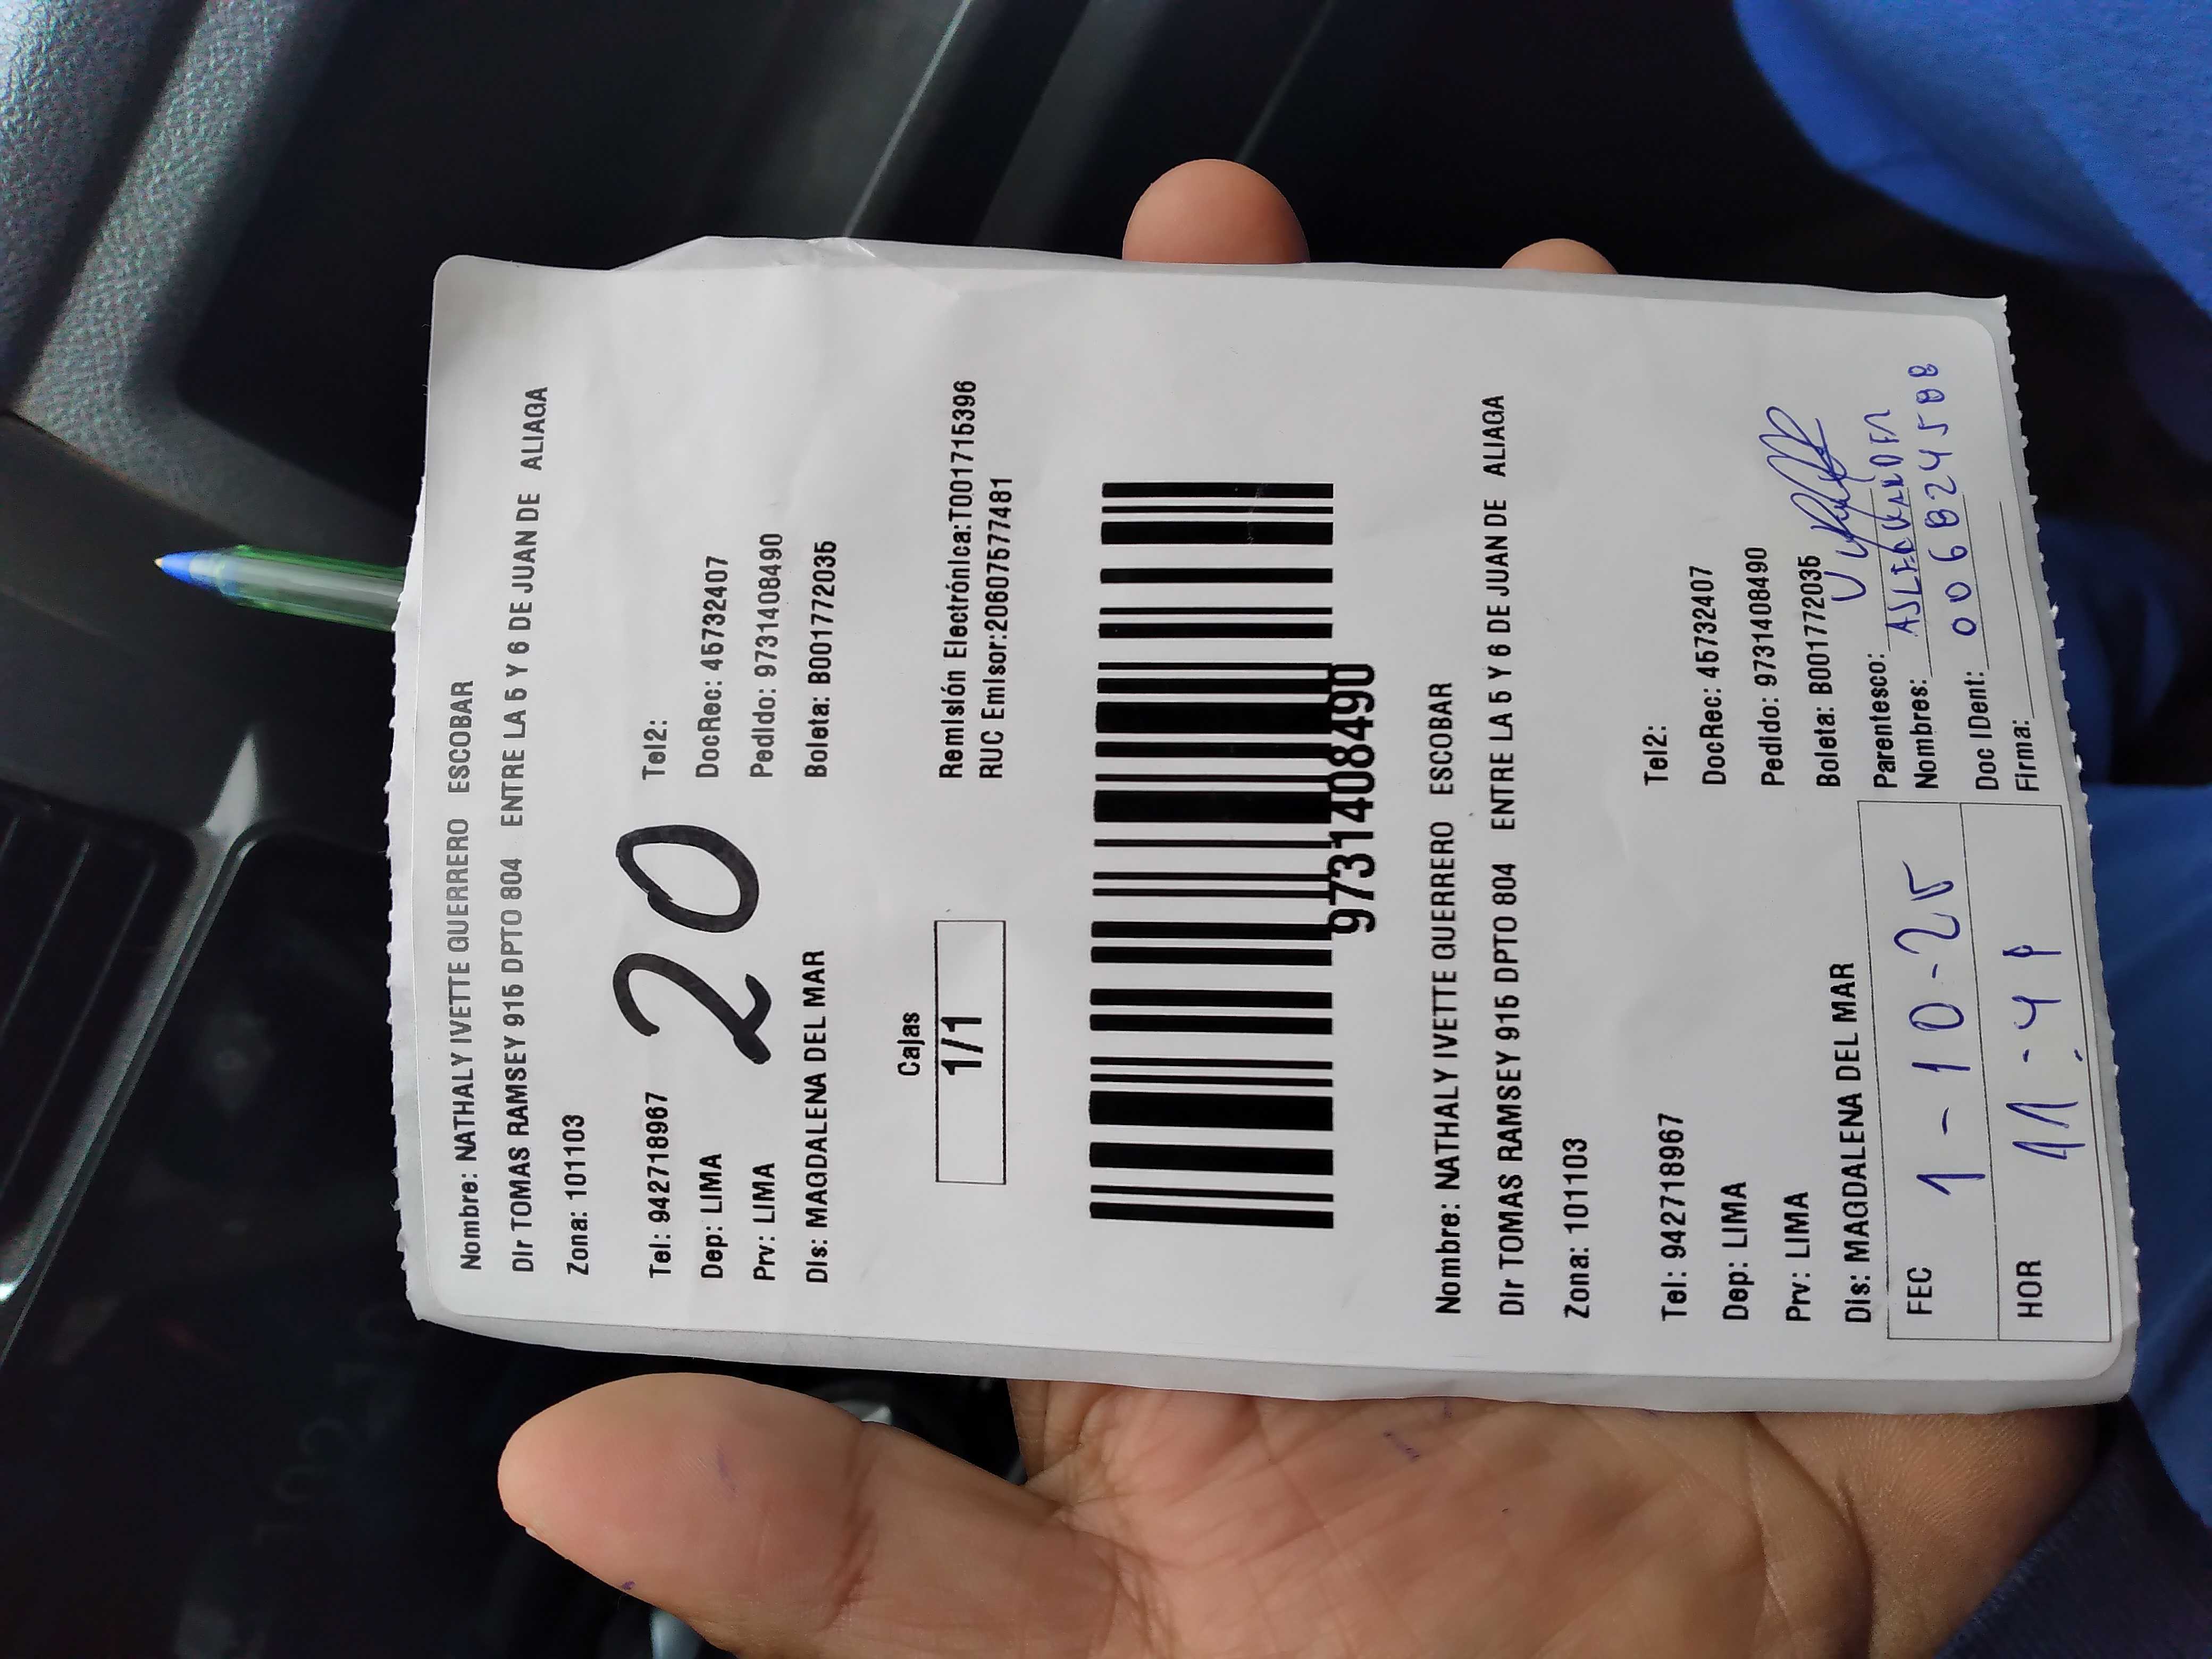 Nombre: NATHALY IVETTE GUERRERO ESCOBAR
Dir TOMAS RAMSEY 915 DPTO 804 ENTRE LA 5 Y 6 DE JUAN DE ALIAGA
Zona: 101103
20
Tel: 942718967 Tel2:
Dep: LIMA DocRec: 45732407
Prv: LIMA Pedido: 9731408490
Dis: MAGDALENA DEL MAR Boleta: B001772035
Cajas
1/1
Remisión Electrónica:T001715396
RUC Emisor:20607577481
9731408490
Nombre: NATHALY IVETTE GUERRERO ESCOBAR
Dir TOMAS RAMSEY 915 DPTO 804 ENTRE LA 5 Y 6 DE JUAN DE ALIAGA
Zona: 101103
Tel: 942718967 Tel2:
Dep: LIMA DocRec: 45732407
Prv: LIMA Pedido: 9731408490
Dis: MAGDALENA DEL MAR Boleta: B001772035
FEC 1-10-25
HOR 11:41
Parentesco:
Nombres:
Doc IDent: 006824588
Firma: